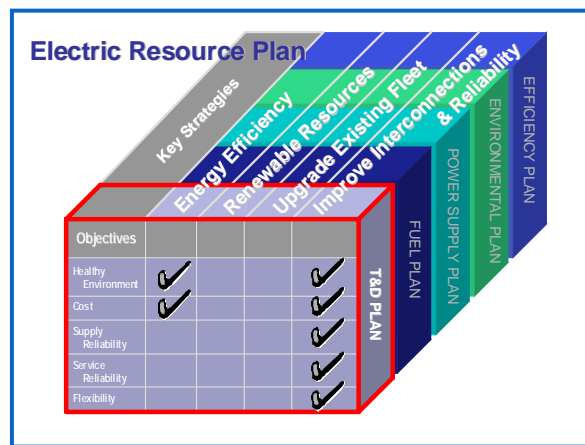 Electric Resource Plan
Key Strategies
Energy Efficiency
Renewable Resources
Upgrade Existing Fleet
Improve Interconnections
& Reliability
Objectives
Healthy
Environment
Cost
Supply
Reliability
Service
Reliability
Flexibility
T&D PLAN
FUEL PLAN
POWER SUPPLY PLAN
ENVIRONMENTAL PLAN
EFFICIENCY PLAN